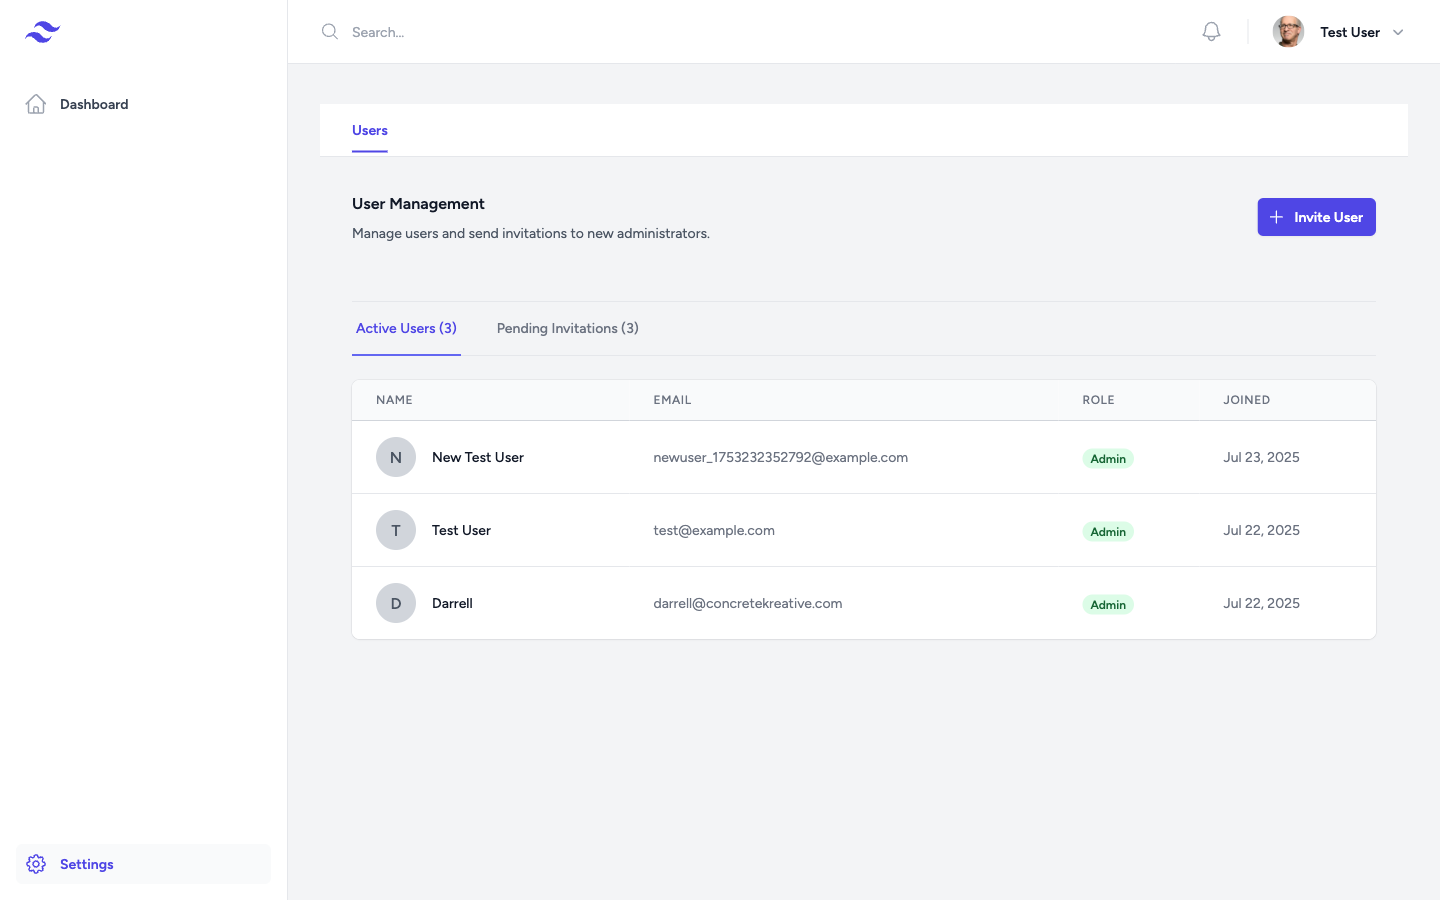 Search...
Test User
Dashboard
Users
User Management
Manage users and send invitations to new administrators.
Invite User
Active Users (3) Pending Invitations (3)
NAME EMAIL ROLE JOINED
N New Test User newuser_1753232352792@example.com Admin Jul 23, 2025
T Test User test@example.com Admin Jul 22, 2025
D Darrell darrell@concretekreative.com Admin Jul 22, 2025
Settings